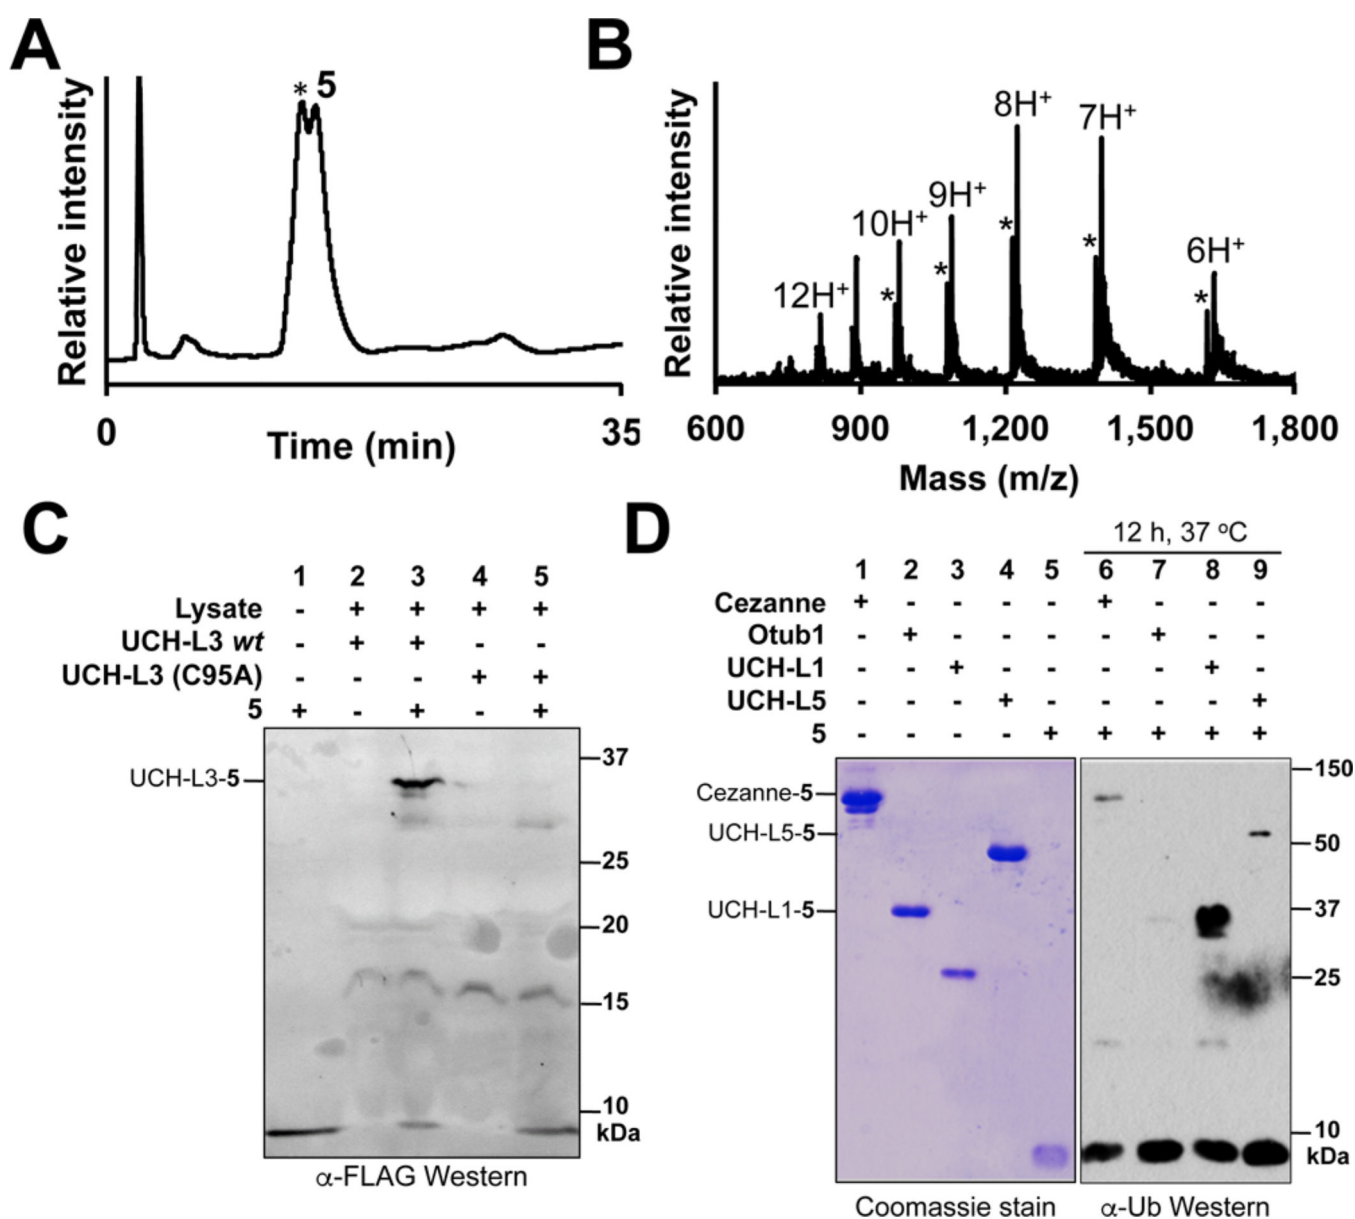 A
* 5
Relative intensity
0
35
Time (min)
B
Relative intensity
8H+
7H+
9H+
10H+
6H+
12H+
*
*
*
*
*
600 900 1,200 1,500 1,800
Mass (m/z)
C
1 2 3 4 5
Lysate - + + + +
UCH-L3 wt - + + - -
UCH-L3 (C95A) - - - + +
5 + - + - +
UCH-L3-5
37
25
20
15
10
kDa
α-FLAG Western
D
12 h, 37 °C
1 2 3 4 5 6 7 8 9
Cezanne + - - - - + - - -
Otub1 - + - - - - + - -
UCH-L1 - - + - - - - + -
UCH-L5 - - - + - - - - +
5 - - - - + + + + +
Cezanne-5
UCH-L5-5
UCH-L1-5
150
50
37
25
10
kDa
Coomassie stain
α-Ub Western